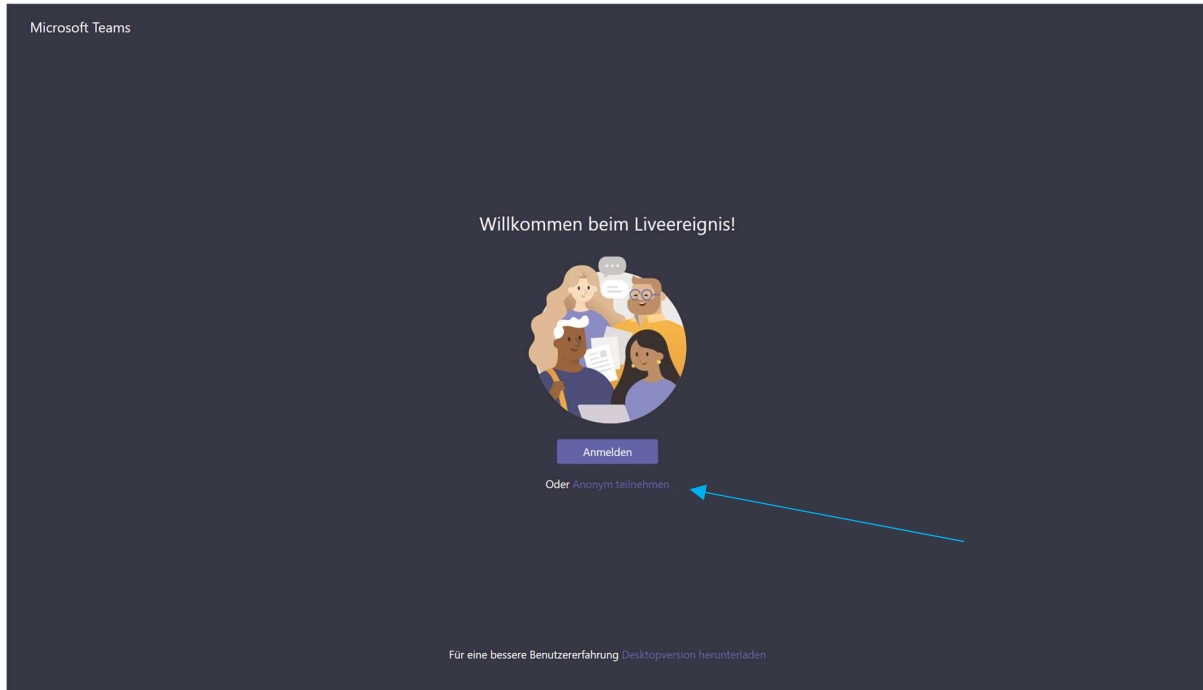 Microsoft Teams
Willkommen beim Liveereignis!
Anmelden
Oder Anonym teilnehmen
Für eine bessere Benutzererfahrung Desktopversion herunterladen